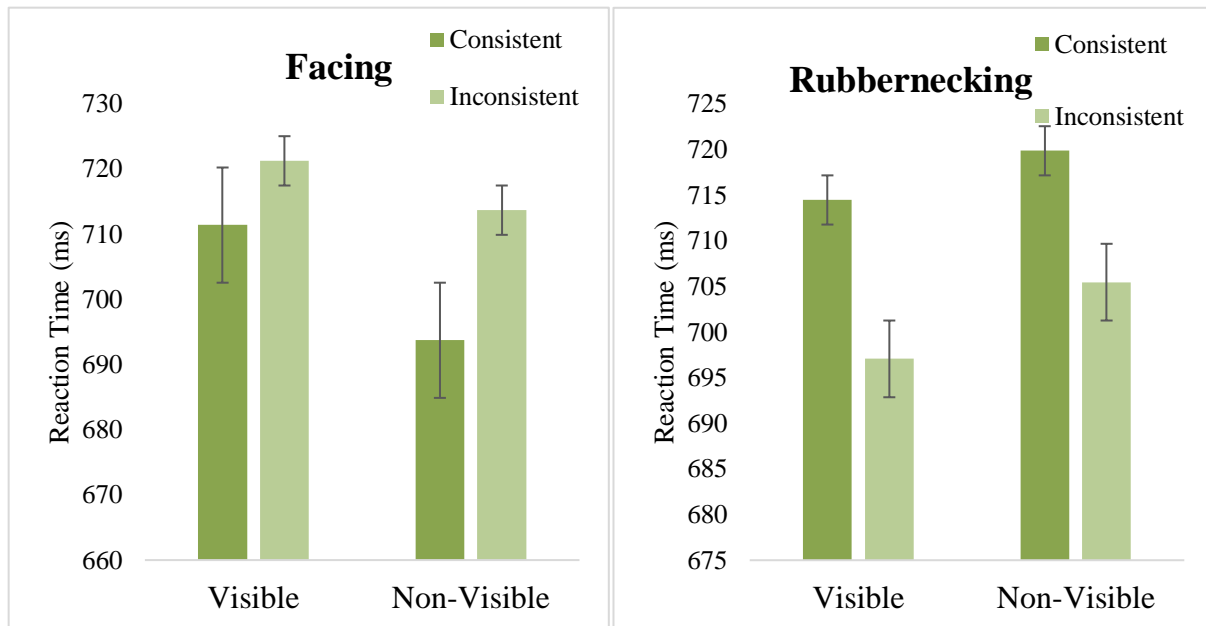 Facing
Consistent
Inconsistent
Reaction Time (ms)
730
720
710
700
690
680
670
660
Visible Non-Visible
Rubbernecking
Consistent
Inconsistent
Reaction Time (ms)
725
720
715
710
705
700
695
690
685
680
675
Visible Non-Visible